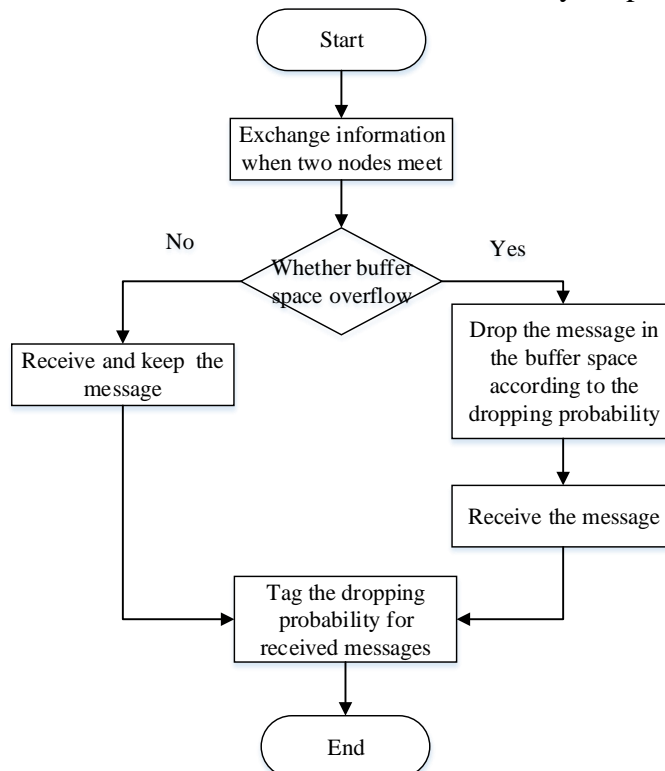 Start
Exchange information
when two nodes meet
No
Yes
Whether buffer
space overflow
Receive and keep the
message
Drop the message in
the buffer space
according to the
dropping probability
Receive the message
Tag the dropping
probability for
received messages
End